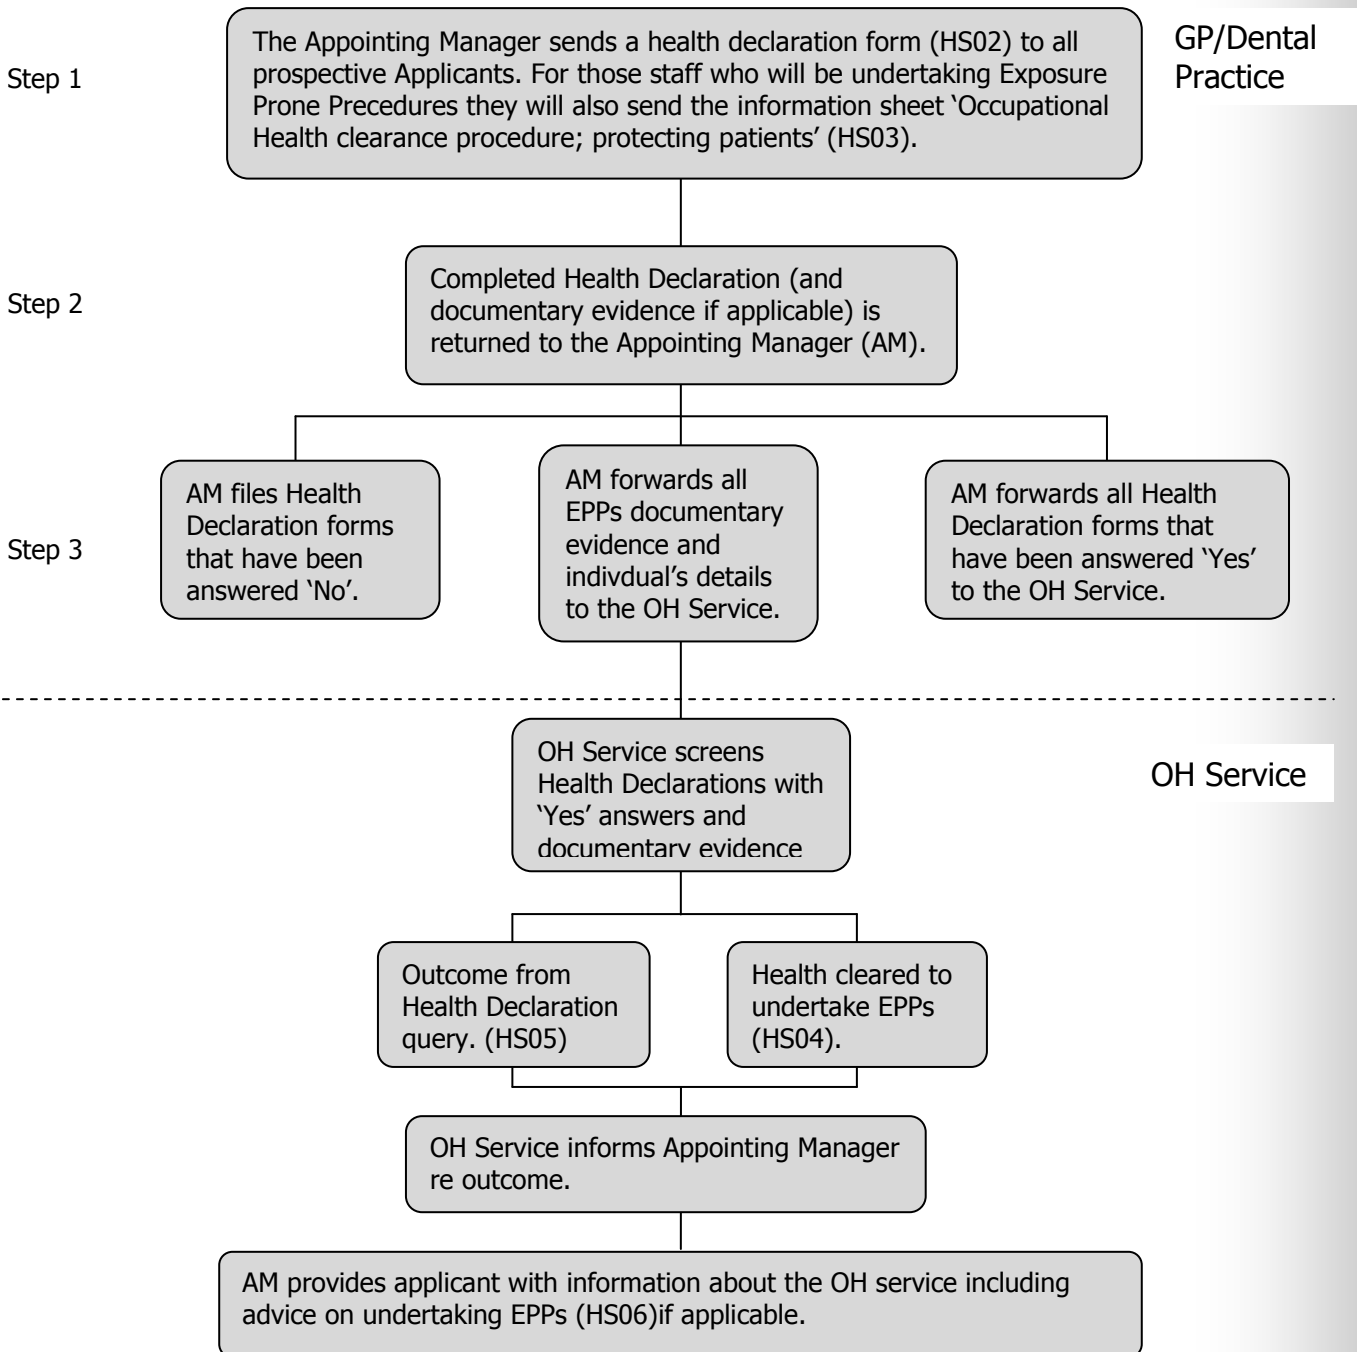 Step 1
The Appointing Manager sends a health declaration form (HS02) to all
prospective Applicants. For those staff who will be undertaking Exposure
Prone Precedures they will also send the information sheet ‘Occupational
Health clearance procedure; protecting patients’ (HS03).
GP/Dental
Practice
Step 2
Completed Health Declaration (and
documentary evidence if applicable) is
returned to the Appointing Manager (AM).
Step 3
AM files Health
Declaration forms
that have been
answered ‘No’.
AM forwards all
EPPs documentary
evidence and
indivdual’s details
to the OH Service.
AM forwards all Health
Declaration forms that
have been answered ‘Yes’
to the OH Service.
OH Service screens
Health Declarations with
‘Yes’ answers and
documentary evidence
OH Service
Outcome from
Health Declaration
query. (HS05)
Health cleared to
undertake EPPs
(HS04).
OH Service informs Appointing Manager
re outcome.
AM provides applicant with information about the OH service including
advice on undertaking EPPs (HS06)if applicable.